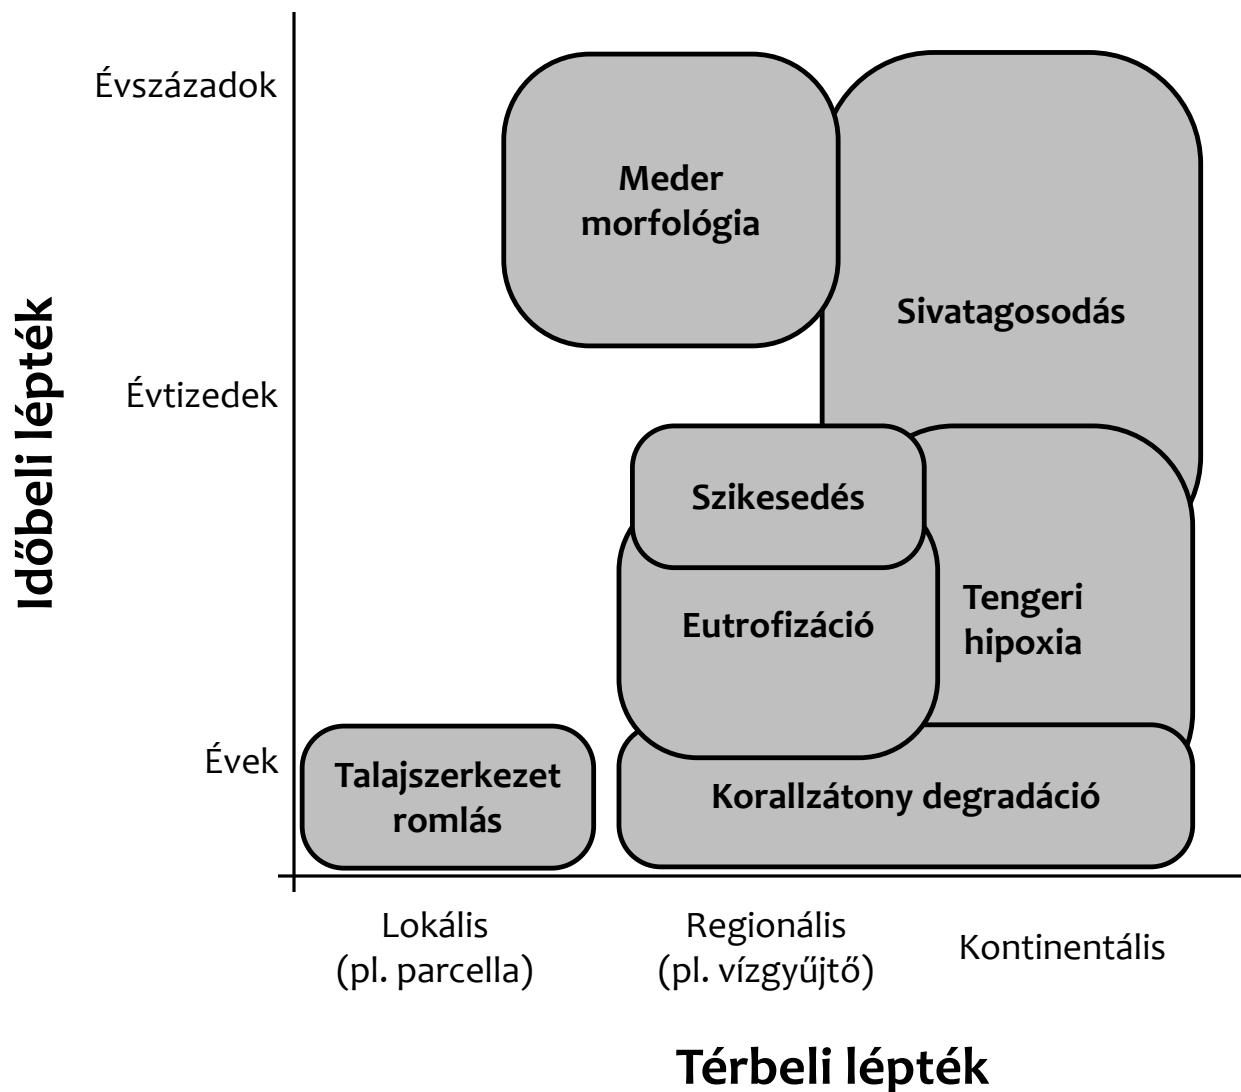 Évszázadok
Meder
morfológia
Sivatagosodás
Időbeli lépték
Évtizedek
Szikesedés
Tengeri
hipoxia
Eutrofizáció
Évek
Talajszerkezet
romlás
Korallzátony degradáció
Lokális
(pl. parcella)
Regionális
(pl. vízgyűjtő)
Kontinentális
Térbeli lépték